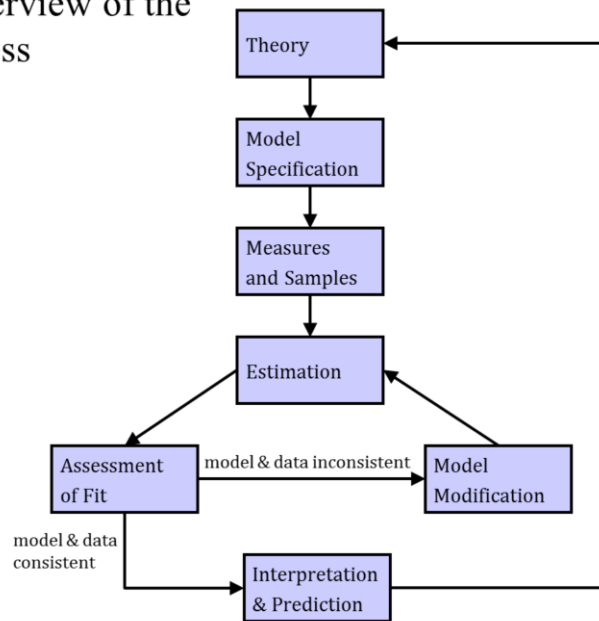 erview of the
ss
Theory
Model
Specification
Measures
and Samples
Estimation
Assessment
of Fit
model & data inconsistent
Model
Modification
model & data
consistent
Interpretation
& Prediction